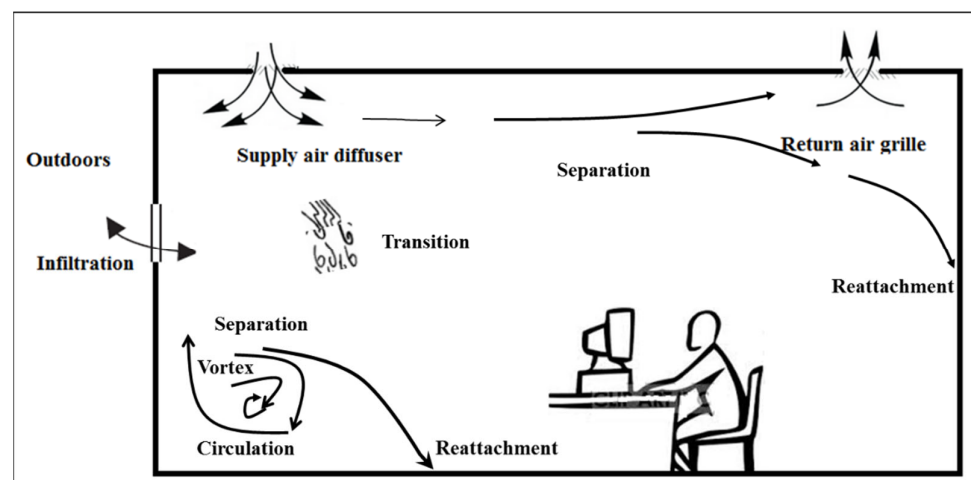 Supply air diffuser
Return air grille
Separation
Outdoors
Transition
Infiltration
Reattachment
Separation
Vortex
Circulation
Reattachment